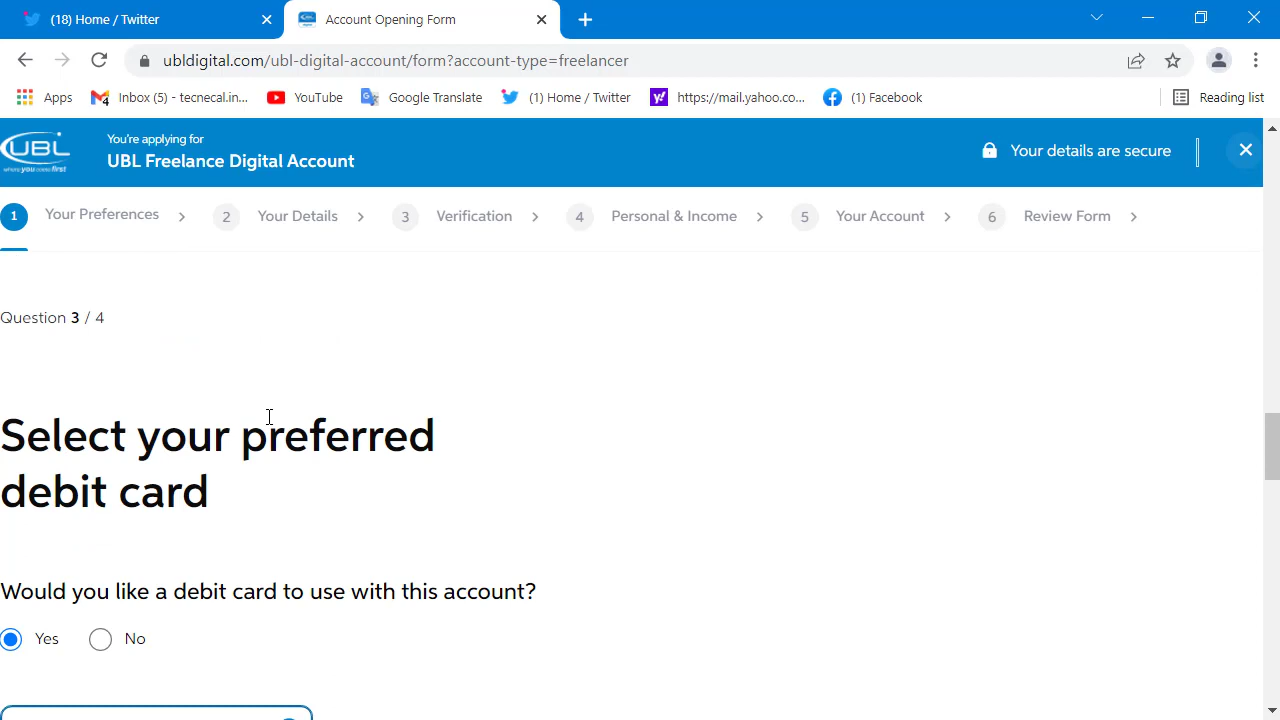 (18) Home / Twitter
Account Opening Form
ubldigital.com/ubl-digital-account/form?account type=freelancer
Apps
Inbox (5) - tecnecal.in...
YouTube
Google Translate
(1) Home / Twitter
https://mail.yahoo.co...
(1) Facebook
Reading list
UBL
where you come first
You're applying for
UBL Freelance Digital Account
Your details are secure
1 Your Preferences
2 Your Details
3 Verification
4 Personal & Income
5 Your Account
6 Review Form
Question 3 / 4
Select your preferred
debit card
Would you like a debit card to use with this account?
Yes No